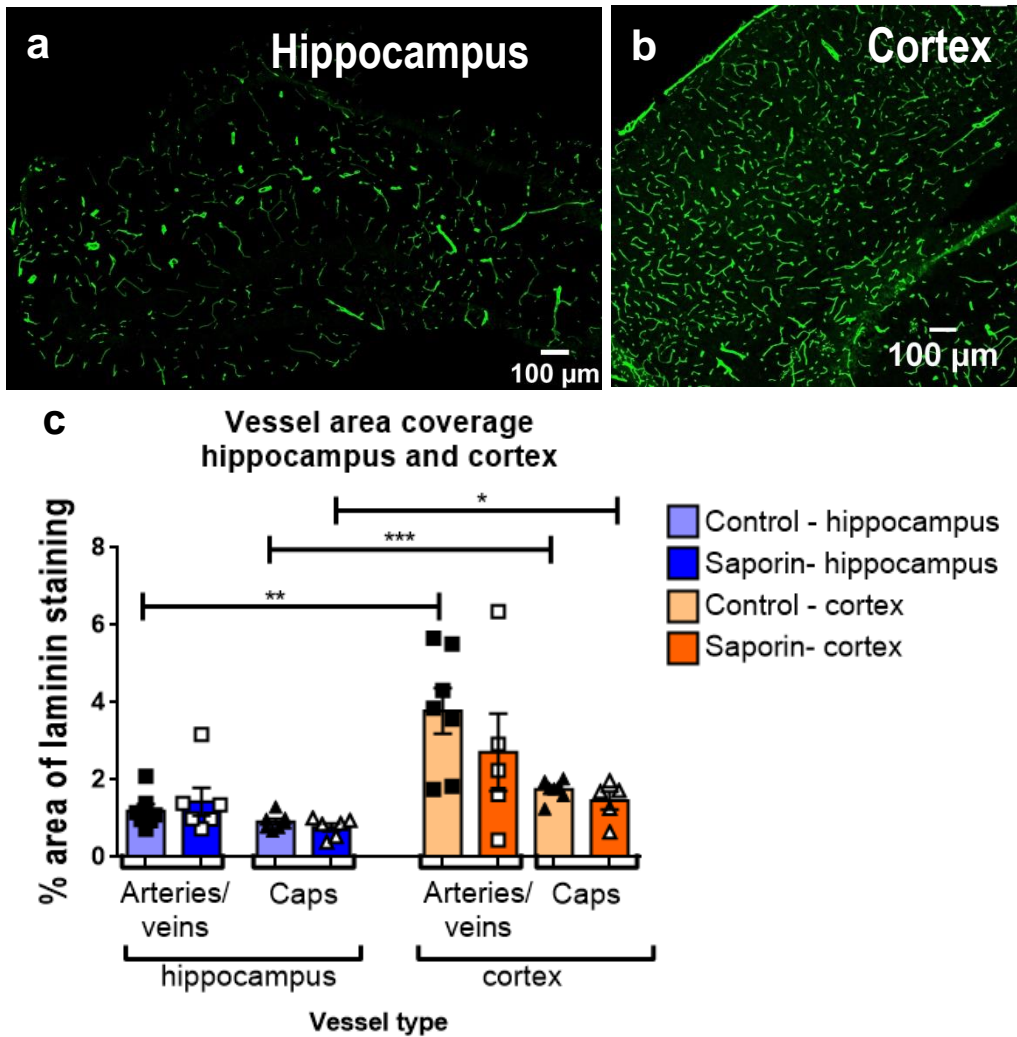 a
Hippocampus
100 µm
b
Cortex
100 µm
c
Vessel area coverage
hippocampus and cortex
% area of laminin staining
8
6
4
2
0
*
***
**
Control - hippocampus
Saporin- hippocampus
Control - cortex
Saporin- cortex
Arteries/
veins
Caps
Arteries/
veins
Caps
hippocampus
cortex
Vessel type